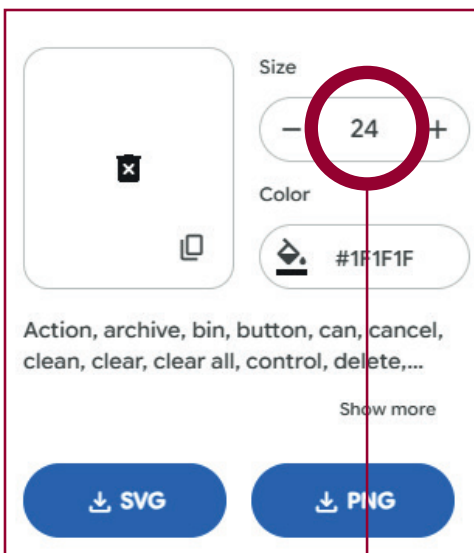 Size
24
Color
#1F1F1F
Action, archive, bin, button, can, cancel,
clean, clear, clear all, control, delete,...
Show more
SVG
PNG